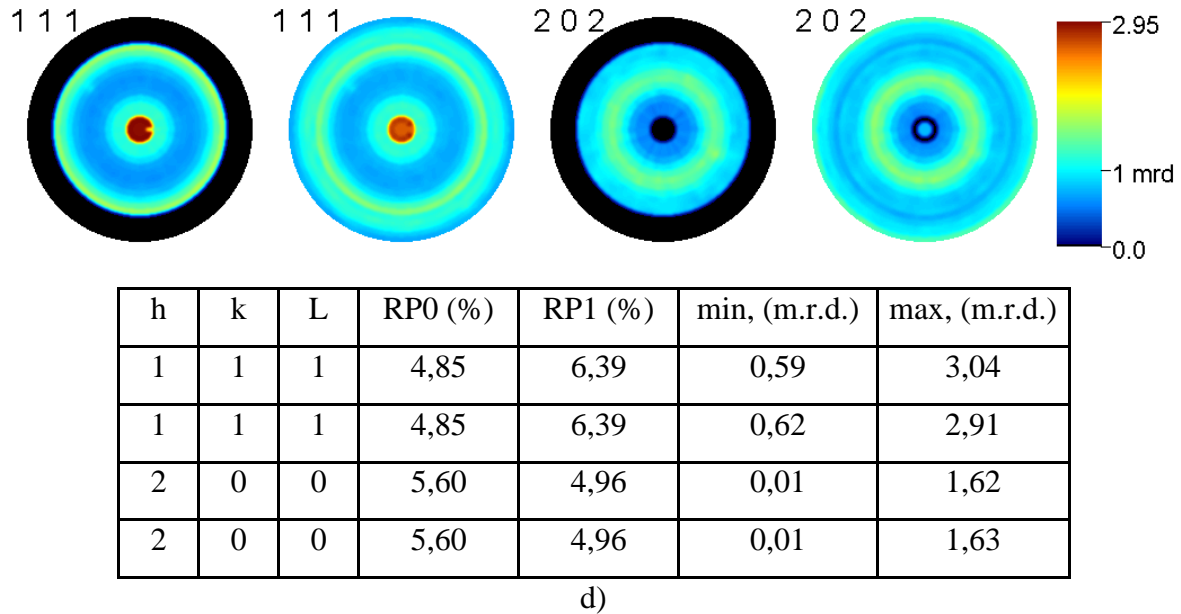 1 1 1 1 1 1 2 0 2 2 0 2 2.95
1 mrd
0.0
h k L RP0 (%) RP1 (%) min, (m.r.d.) max, (m.r.d.)
1 1 1 4,85 6,39 0,59 3,04
1 1 1 4,85 6,39 0,62 2,91
2 0 0 5,60 4,96 0,01 1,62
2 0 0 5,60 4,96 0,01 1,63
d)